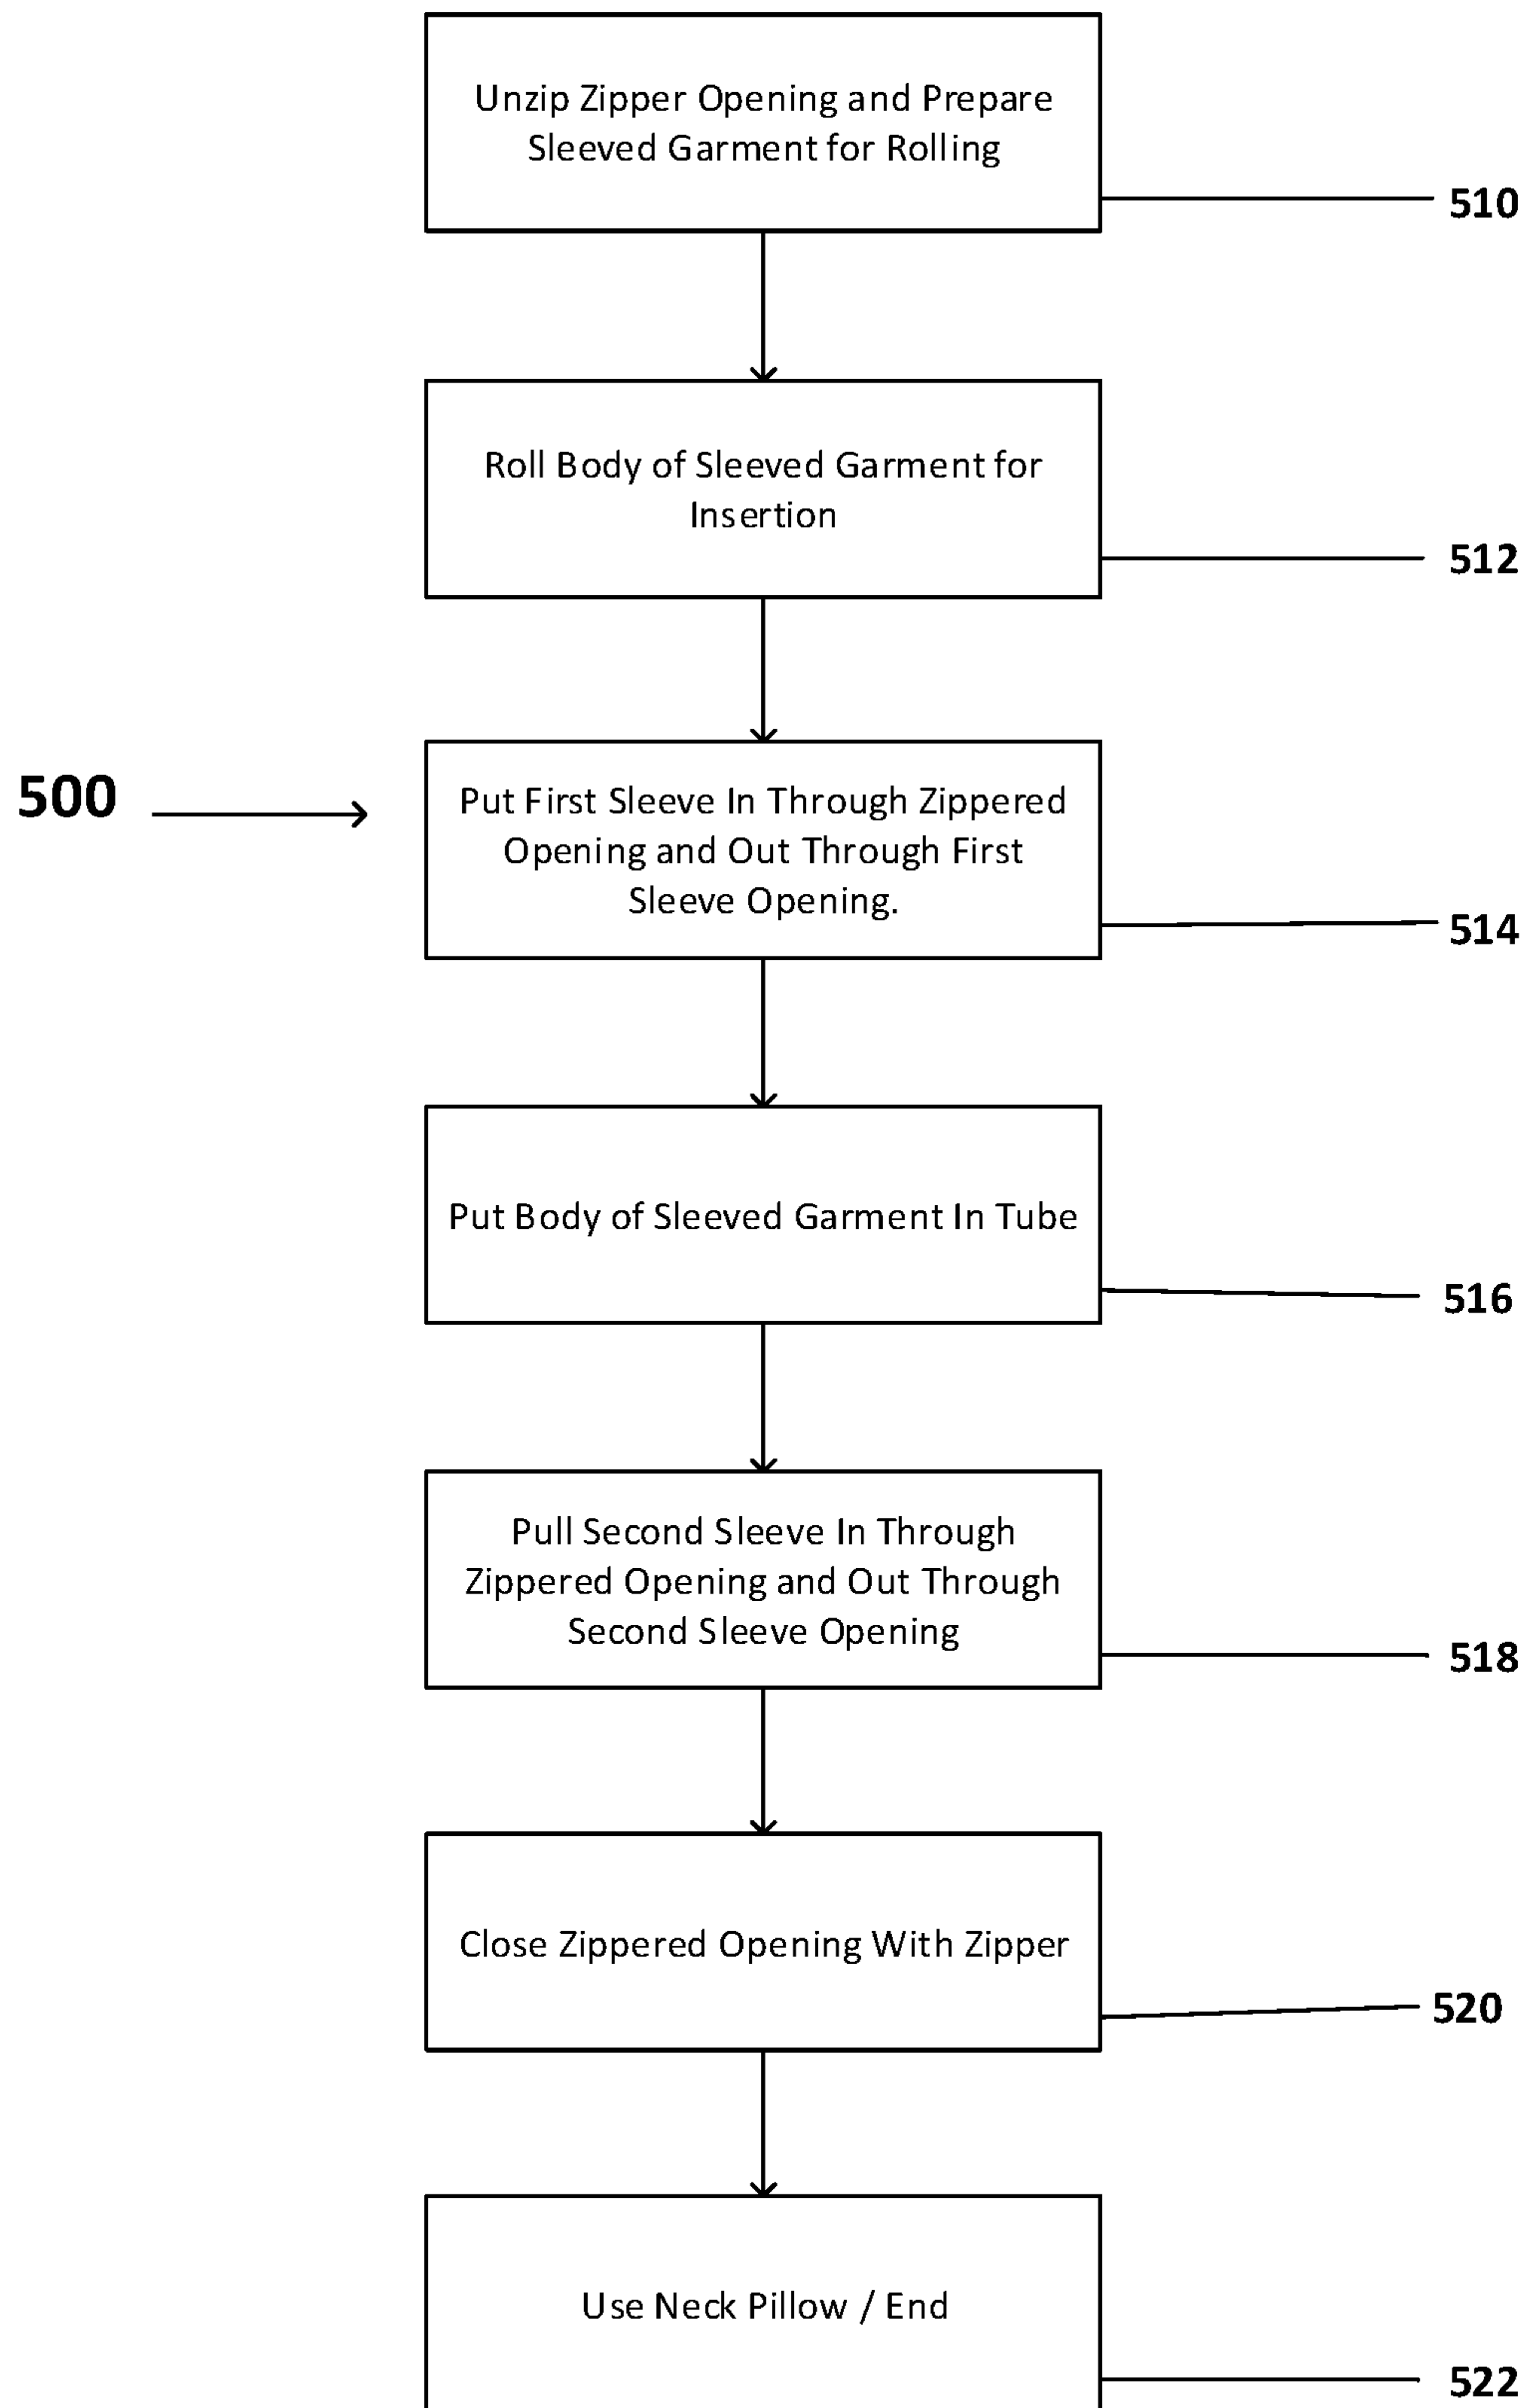 Unzip Zipper Opening and Prepare
Sleeved Garment for Rolling
510
Roll Body of Sleeved Garment for
Insertion
512
500
Put First Sleeve In Through Zippered
Opening and Out Through First
Sleeve Opening.
514
Put Body of Sleeved Garment In Tube
516
Pull Second Sleeve In Through
Zippered Opening and Out Through
Second Sleeve Opening
518
Close Zippered Opening With Zipper
520
Use Neck Pillow / End
522